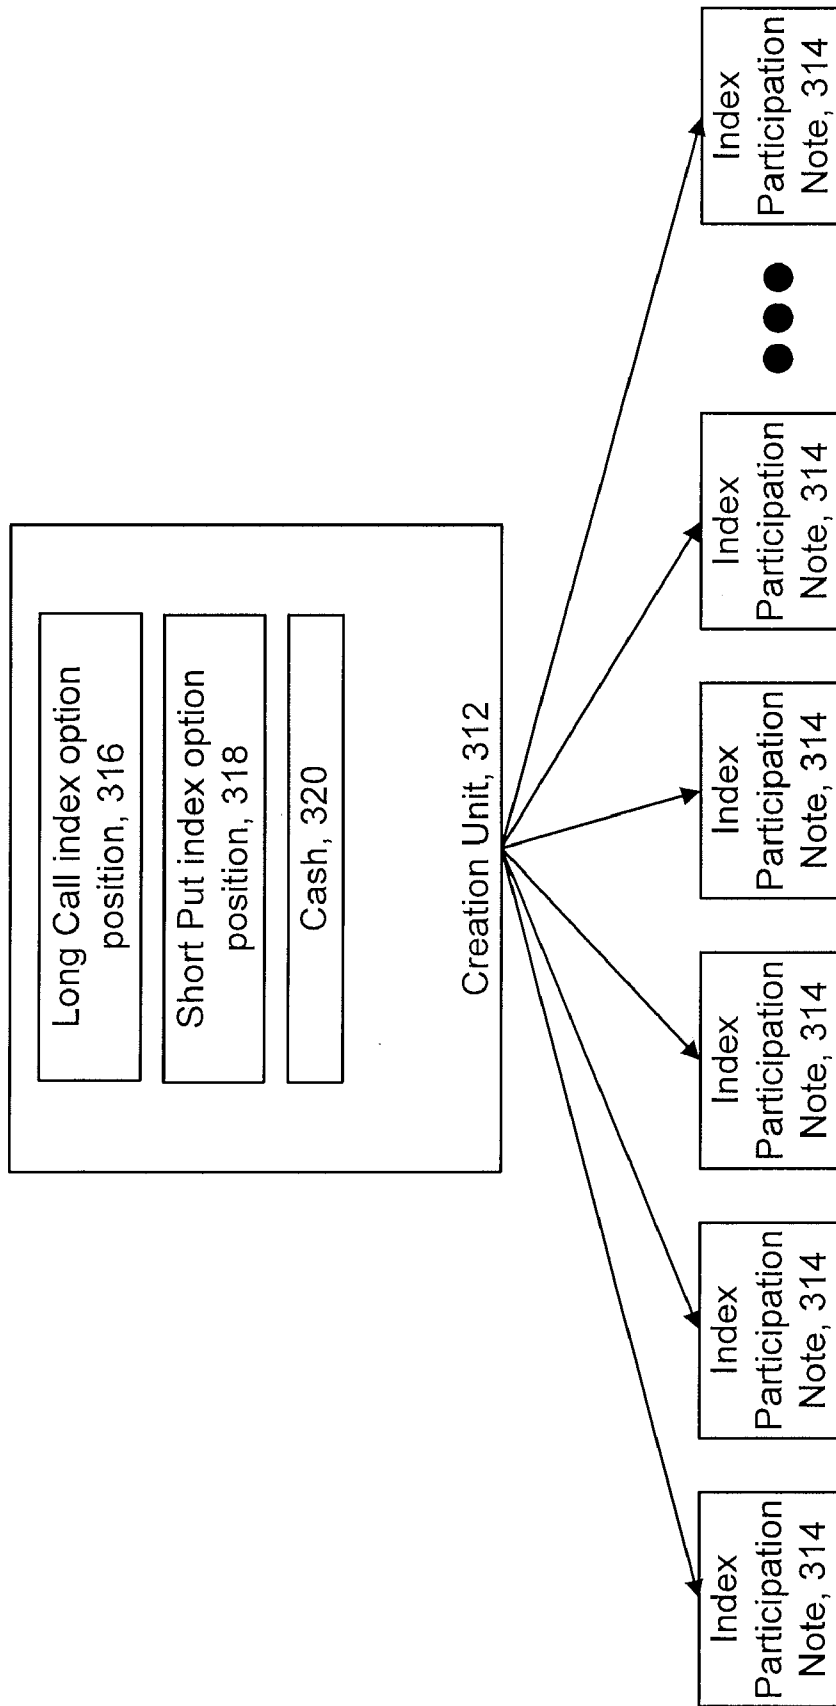 Long Call index option
position, 316
Short Put index option
position, 318
Cash, 320
Creation Unit, 312
Index
Participation
Note, 314
Index
Participation
Note, 314
Index
Participation
Note, 314
Index
Participation
Note, 314
Index
Participation
Note, 314
Index
Participation
Note, 314